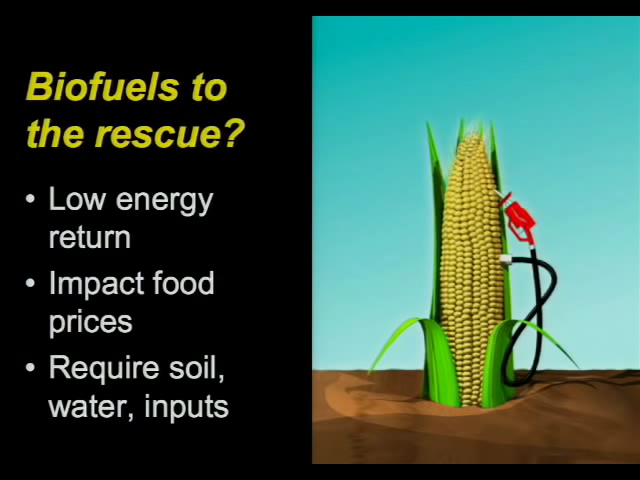 Biofuels to
the rescue?
• Low energy
return
• Impact food
prices
• Require soil,
water, inputs